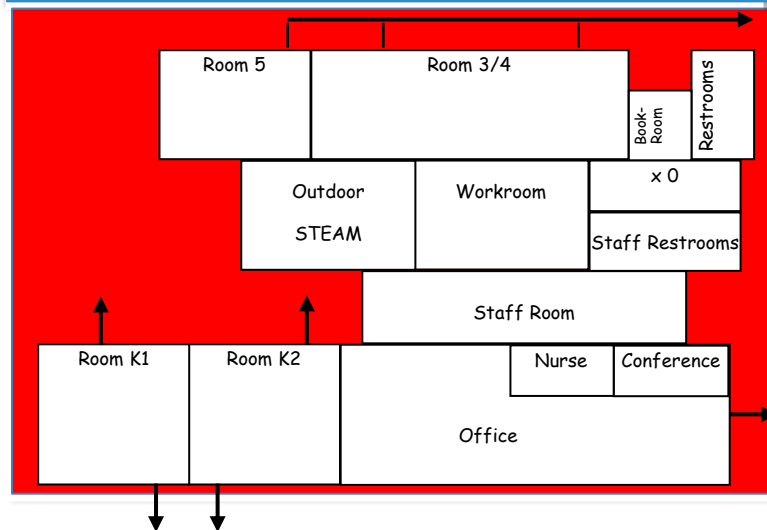 Room 5
Room 3/4
Book-
Room
Restrooms
Outdoor
STEAM
Workroom
x 0
Staff Restrooms
Staff Room
Room K1
Room K2
Nurse
Conference
Office